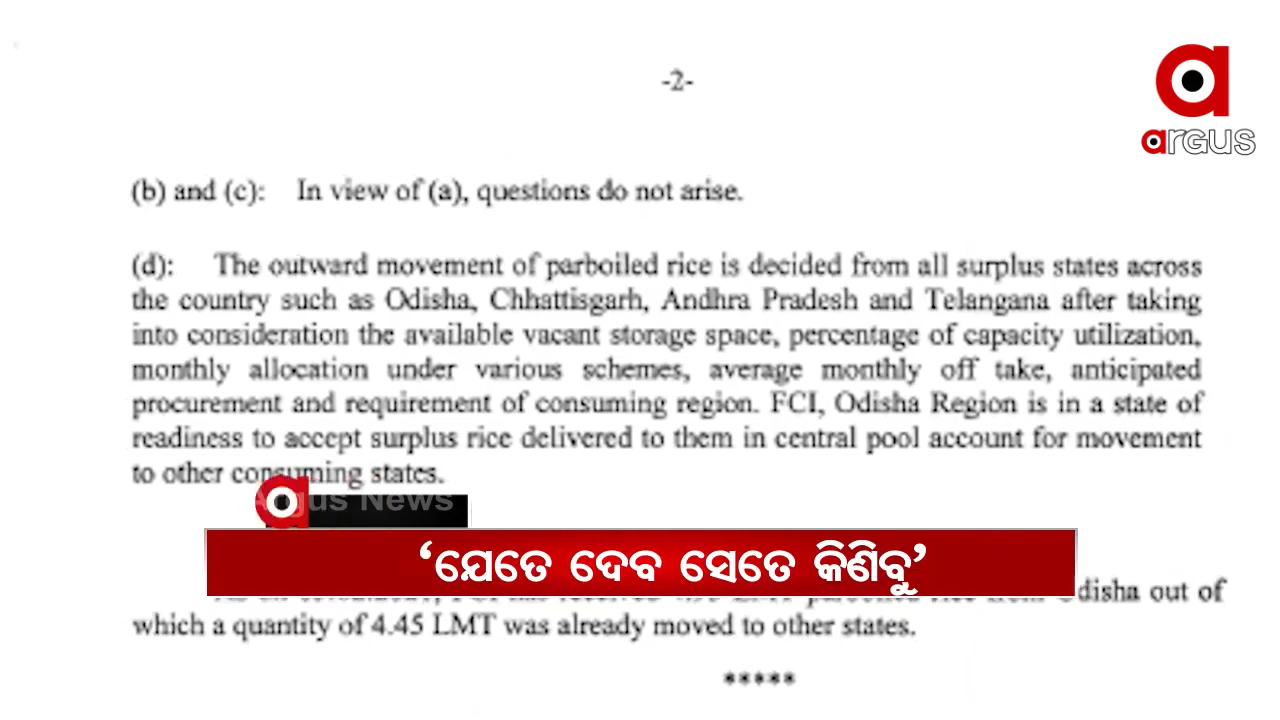 -2-
argus
(b) and (c): In view of (a), questions do not arise.
(d): The outward movement of parboiled rice is decided from all surplus states across
the country such as Odisha, Chhattisgarh, Andhra Pradesh and Telangana after taking
into consideration the available vacant storage space, percentage of capacity utilization,
monthly allocation under various schemes, average monthly off take, anticipated
procurement and requirement of consuming region. FCI, Odisha Region is in a state of
readiness to accept surplus rice delivered to them in central pool account for movement
to other consuming states.
Argus News
‘ଯେତେ ଦେବ ସେତେ କିଣିବୁ’
parboiled rice from Odisha out of
which a quantity of 4.45 LMT was already moved to other states.
*****